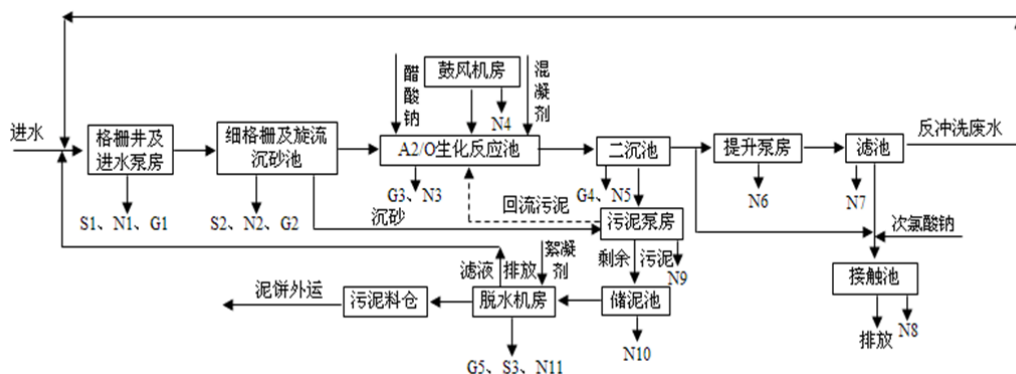 醋酸钠
鼓风机房
混凝剂
N4
进水
格栅井及
进水泵房
细格栅及旋流
沉砂池
A2/O生化反应池
二沉池
提升泵房
滤池
反冲洗废水
S1、N1、G1
S2、N2、G2
G3、N3
G4、N5
N6
N7
沉砂
回流污泥
污泥泵房
次氯酸钠
滤液
排放
絮凝剂
剩余
污泥
N9
接触池
泥饼外运
污泥料仓
脱水机房
储泥池
排放
N8
N10
G5、S3、N11